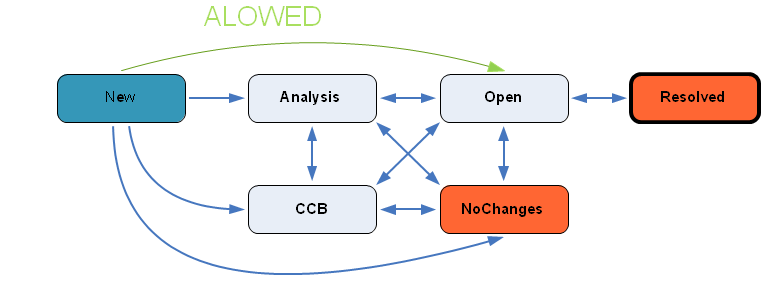 ALOWED
New
Analysis
Open
Resolved
CCB
NoChanges